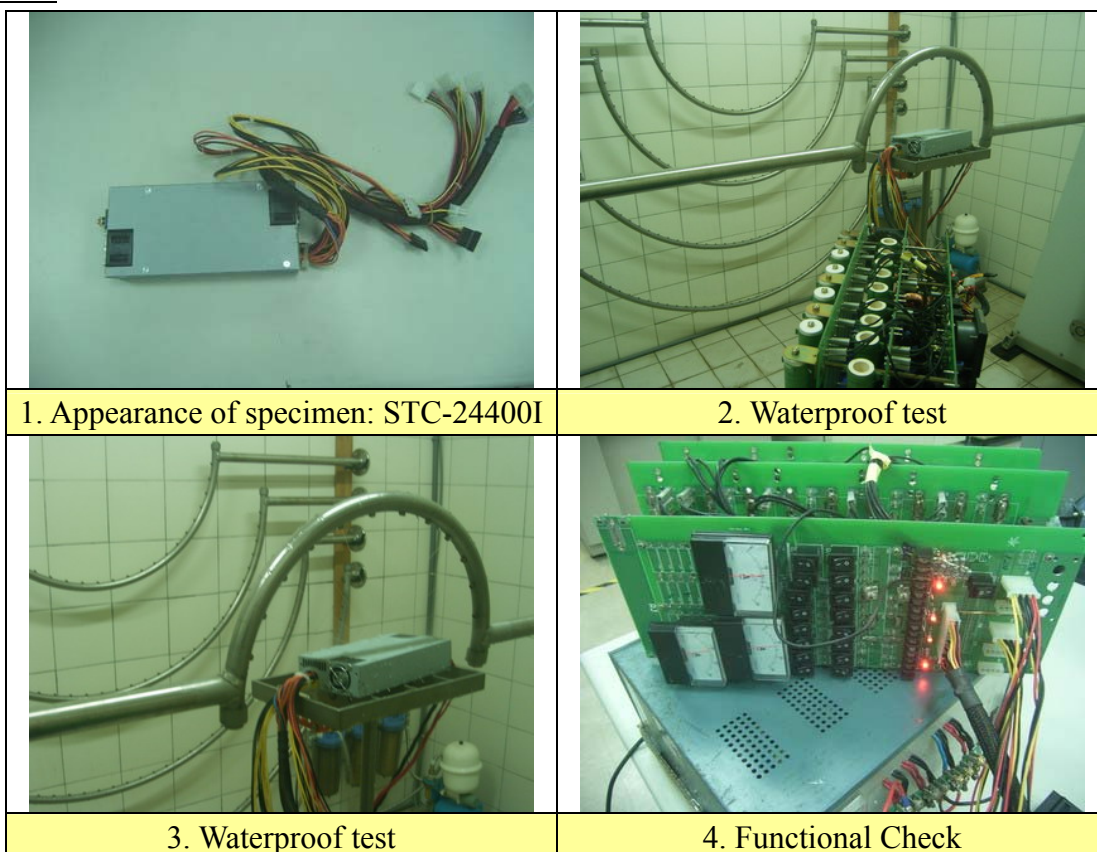 1. Appearance of specimen: STC-24400I
2. Waterproof test
3. Waterproof test
4. Functional Check